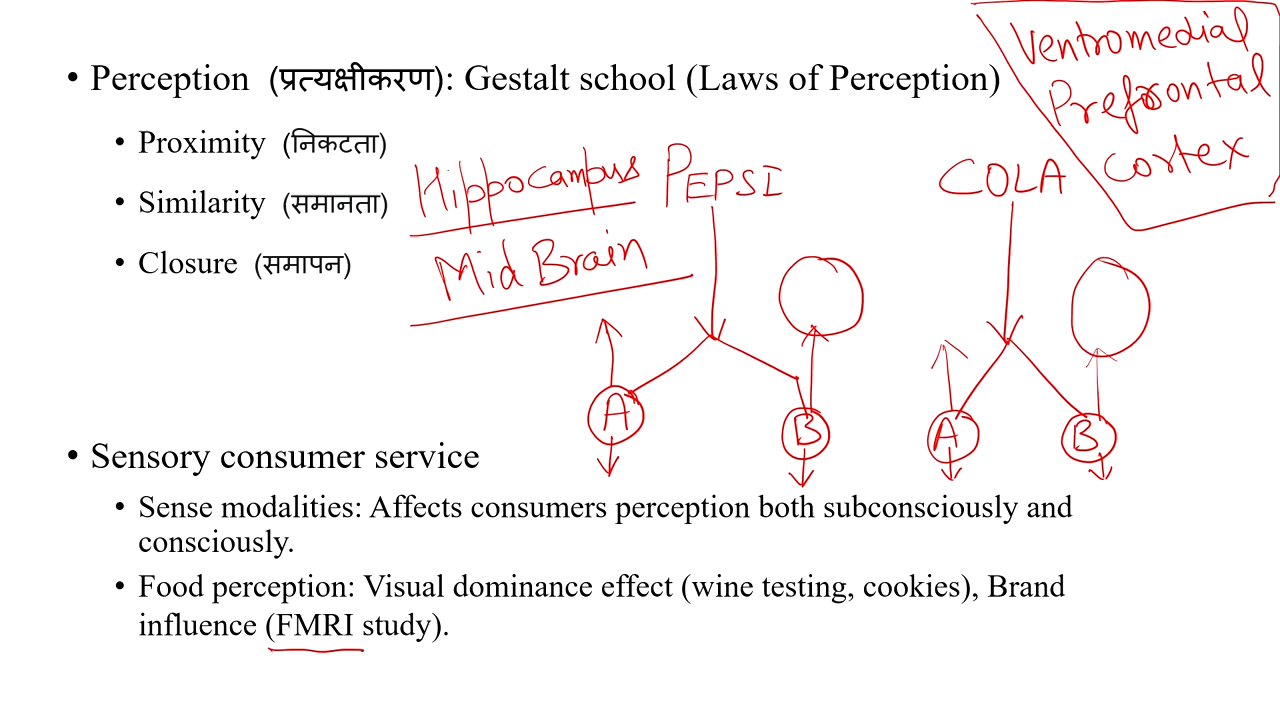 • Perception (प्रत्यक्षीकरण): Gestalt school (Laws of Perception)
• Proximity (निकटता)
• Similarity (समानता)
• Closure (समापन)
Ventromedial
Prefrontal
cortex
Hippocampus
Mid Brain
PEPSI
COLA
A
B
A
B
• Sensory consumer service
• Sense modalities: Affects consumers perception both subconsciously and
consciously.
• Food perception: Visual dominance effect (wine testing, cookies), Brand
influence (FMRI study).